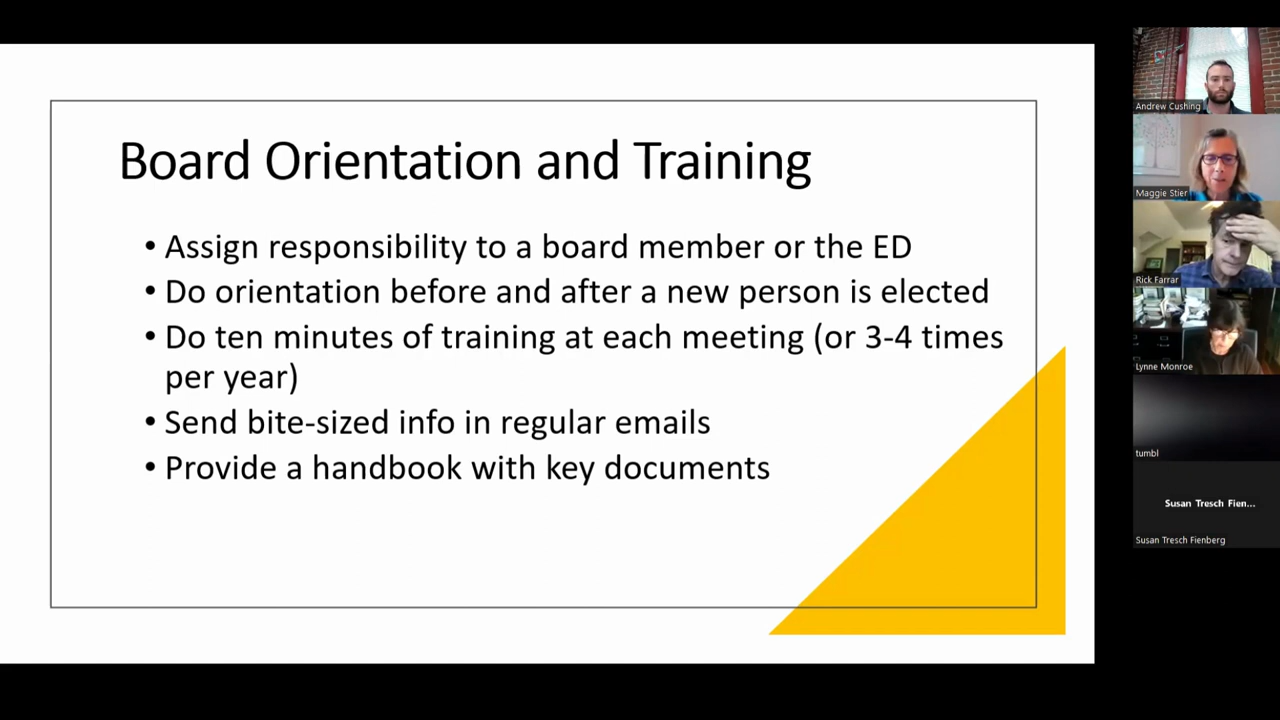 Board Orientation and Training
• Assign responsibility to a board member or the ED
• Do orientation before and after a new person is elected
• Do ten minutes of training at each meeting (or 3-4 times
per year)
• Send bite-sized info in regular emails
• Provide a handbook with key documents
Andrew Cushing
Maggie Stier
Rick Farrar
Lynne Monroe
tumbl
Susan Tresch Fien...
Susan Tresch Fienberg